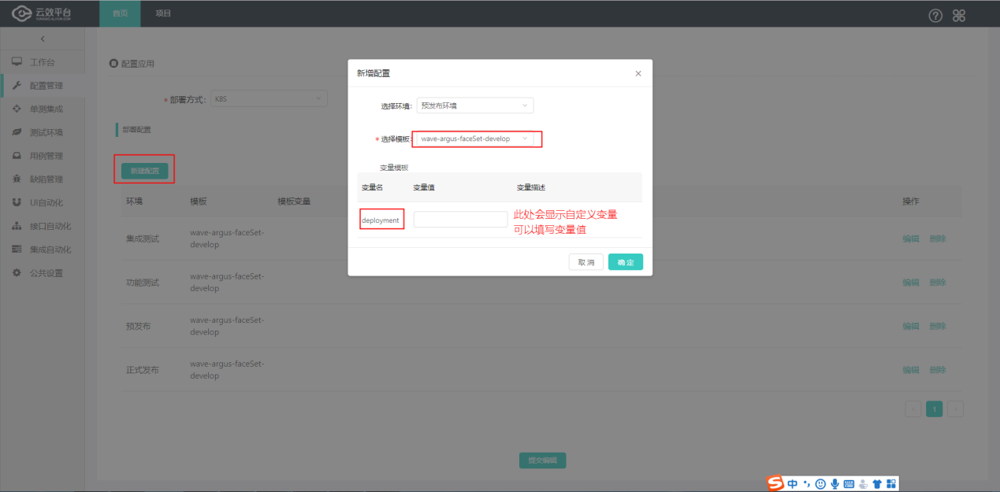 云效平台
首页
项目
工作台
配置管理
单测集成
测试环境
用例管理
缺陷管理
UI自动化
接口自动化
集成自动化
公共设置
配置应用
* 部署方式: K8S
部署配置
新建配置
环境 模板 模板变量 操作
集成测试 wave-argus-faceSet-
develop 编辑 删除
功能测试 wave-argus-faceSet-
develop 编辑 删除
预发布 wave-argus-faceSet-
develop 编辑 删除
正式发布 wave-argus-faceSet-
develop 编辑 删除
1
提交编辑
新增配置
选择环境: 预发布环境
* 选择模板: wave-argus-faceSet-develop
变量模板
变量名 变量值 变量描述
deployment
此处会显示自定义变量
可以填写变量值
取消 确定
中